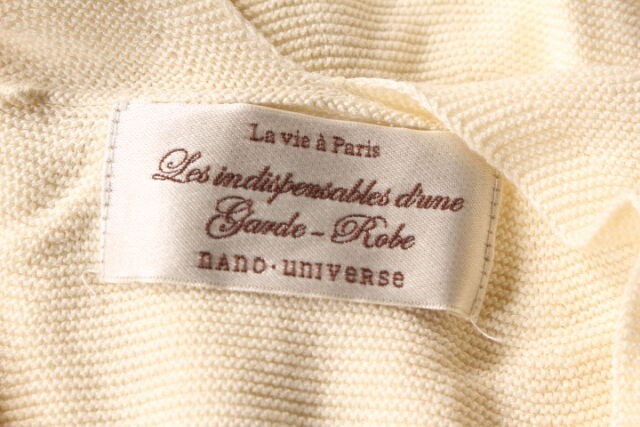 La vie à Paris
Les indispensables d'une
Garde-Robe
nano·universe